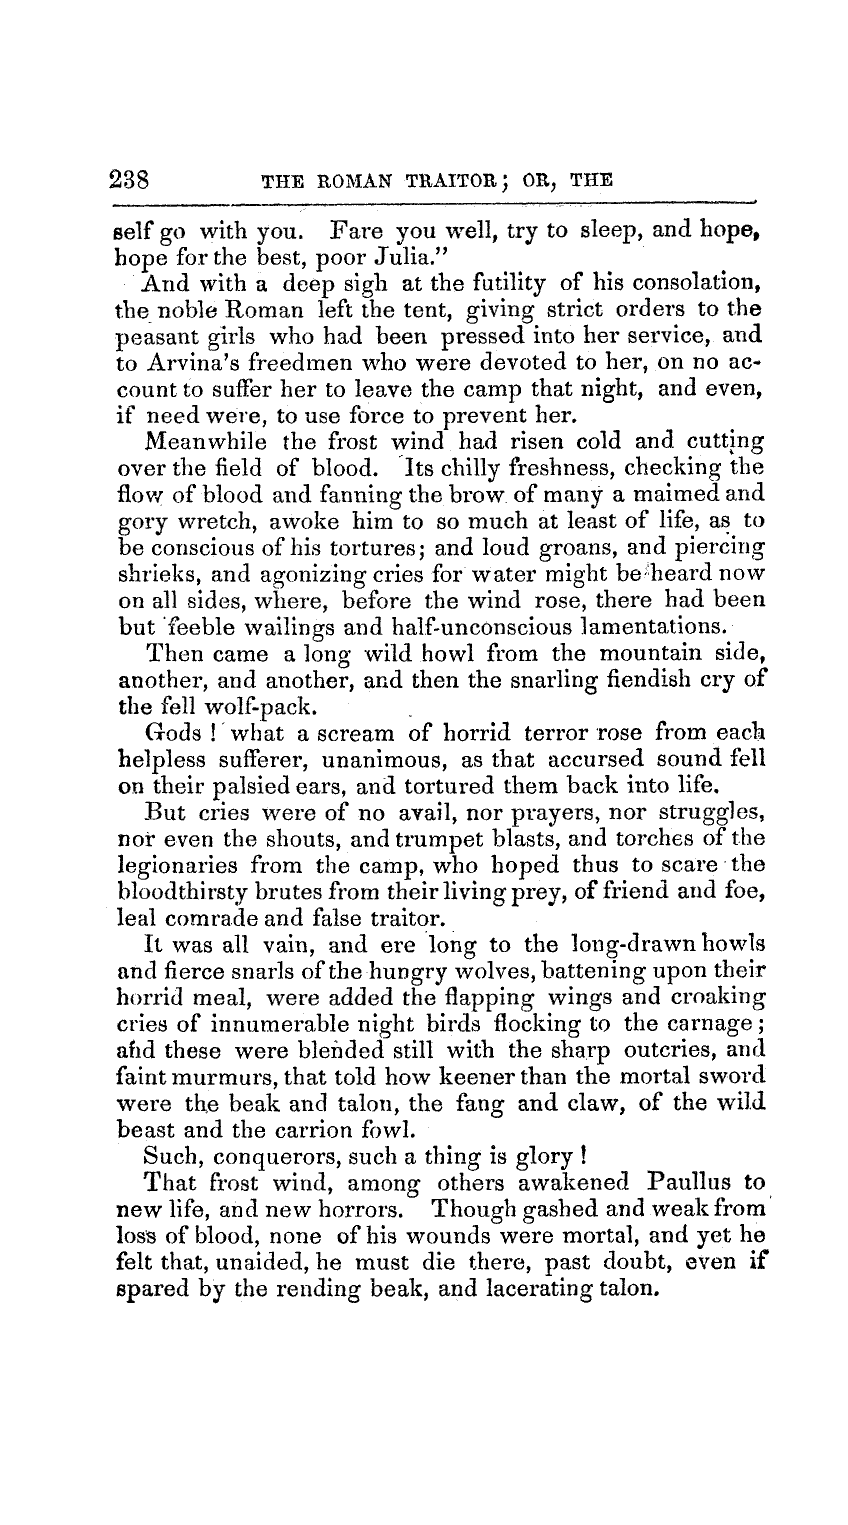 238 THE ROMAN TRAITOR; OR, THE
self go with you. Fare you well, try to sleep, and hope,
hope for the best, poor Julia.”
And with a deep sigh at the futility of his consolation,
the noble Roman left the tent, giving strict orders to the
peasant girls who had been pressed into her service, and
to Arvina’s freedmen who were devoted to her, on no ac-
count to suffer her to leave the camp that night, and even,
if need were, to use force to prevent her.
Meanwhile the frost wind had risen cold and cutting
over the field of blood. Its chilly freshness, checking the
flow of blood and fanning the brow of many a maimed and
gory wretch, awoke him to so much at least of life, as to
be conscious of his tortures; and loud groans, and piercing
shrieks, and agonizing cries for water might be heard now
on all sides, where, before the wind rose, there had been
but feeble wailings and half-unconscious lamentations.
Then came a long wild howl from the mountain side,
another, and another, and then the snarling fiendish cry of
the fell wolf-pack.
Gods ! what a scream of horrid terror rose from each
helpless sufferer, unanimous, as that accursed sound fell
on their palsied ears, and tortured them back into life.
But cries were of no avail, nor prayers, nor struggles,
nor even the shouts, and trumpet blasts, and torches of the
legionaries from the camp, who hoped thus to scare the
bloodthirsty brutes from their living prey, of friend and foe,
leal comrade and false traitor.
It was all vain, and ere long to the long-drawn howls
and fierce snarls of the hungry wolves, battening upon their
horrid meal, were added the flapping wings and croaking
cries of innumerable night birds flocking to the carnage;
and these were blended still with the sharp outcries, and
faint murmurs, that told how keener than the mortal sword
were the beak and talon, the fang and claw, of the wild
beast and the carrion fowl.
Such, conquerors, such a thing is glory !
That frost wind, among others awakened Paullus to
new life, and new horrors. Though gashed and weak from
loss of blood, none of his wounds were mortal, and yet he
felt that, unaided, he must die there, past doubt, even if
spared by the rending beak, and lacerating talon.